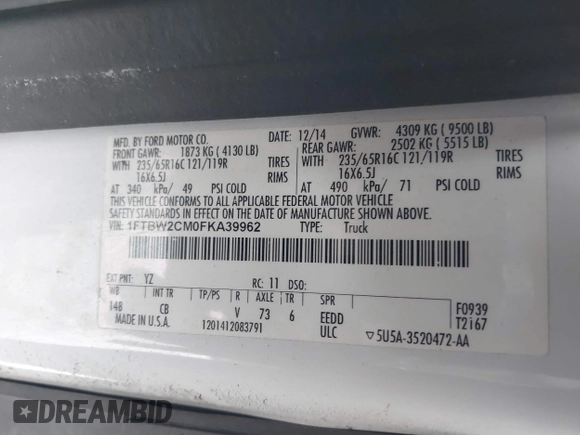 MFD. BY FORD MOTOR CO. 12/14 GVWR: 4309 KG ( 9500 LB)
FRONT GAWR: 1873 KG ( 4130 LB) REAR GAWR: 2502 KG ( 5515 LB)
WITH 235/65R16C 121/119R TIRES WITH 235/65R16C 121/119R TIRES
16X6.5J RIMS 16X6.5J RIMS
AT 340 kPa/ 49 PSI COLD AT 490 kPa/ 71 PSI COLD
THIS VEHICLE CONFORMS TO ALL APPLICABLE FEDERAL MOTOR VEHICLE
SAFETY STANDARDS IN EFFECT ON THE DATE OF MANUFACTURE SHOWN ABOVE.
VIN: 1FTBW2CM0FKA39962 TYPE: Truck
EXT PNT: YZ RC: 11 DSO:
WB INT TR TP/PS R AXLE TR SPR
148 CB V 73 6 EEDD
ULC
F0939
T2167
MADE IN U.S.A. 1201412083791 ▽5U5A-3520472-AA
DREAMBID